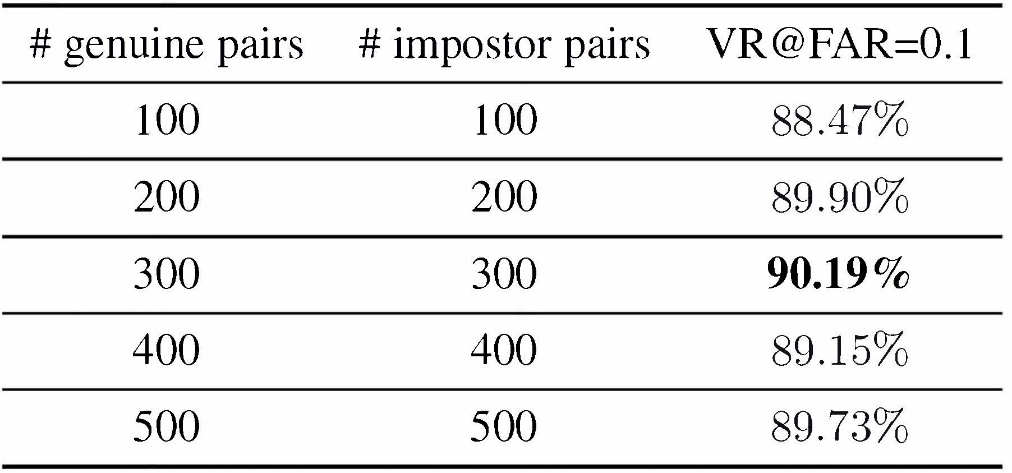 # genuine pairs # impostor pairs VR@FAR=0.1
100 100 88.47%
200 200 89.90%
300 300 90.19%
400 400 89.15%
500 500 89.73%